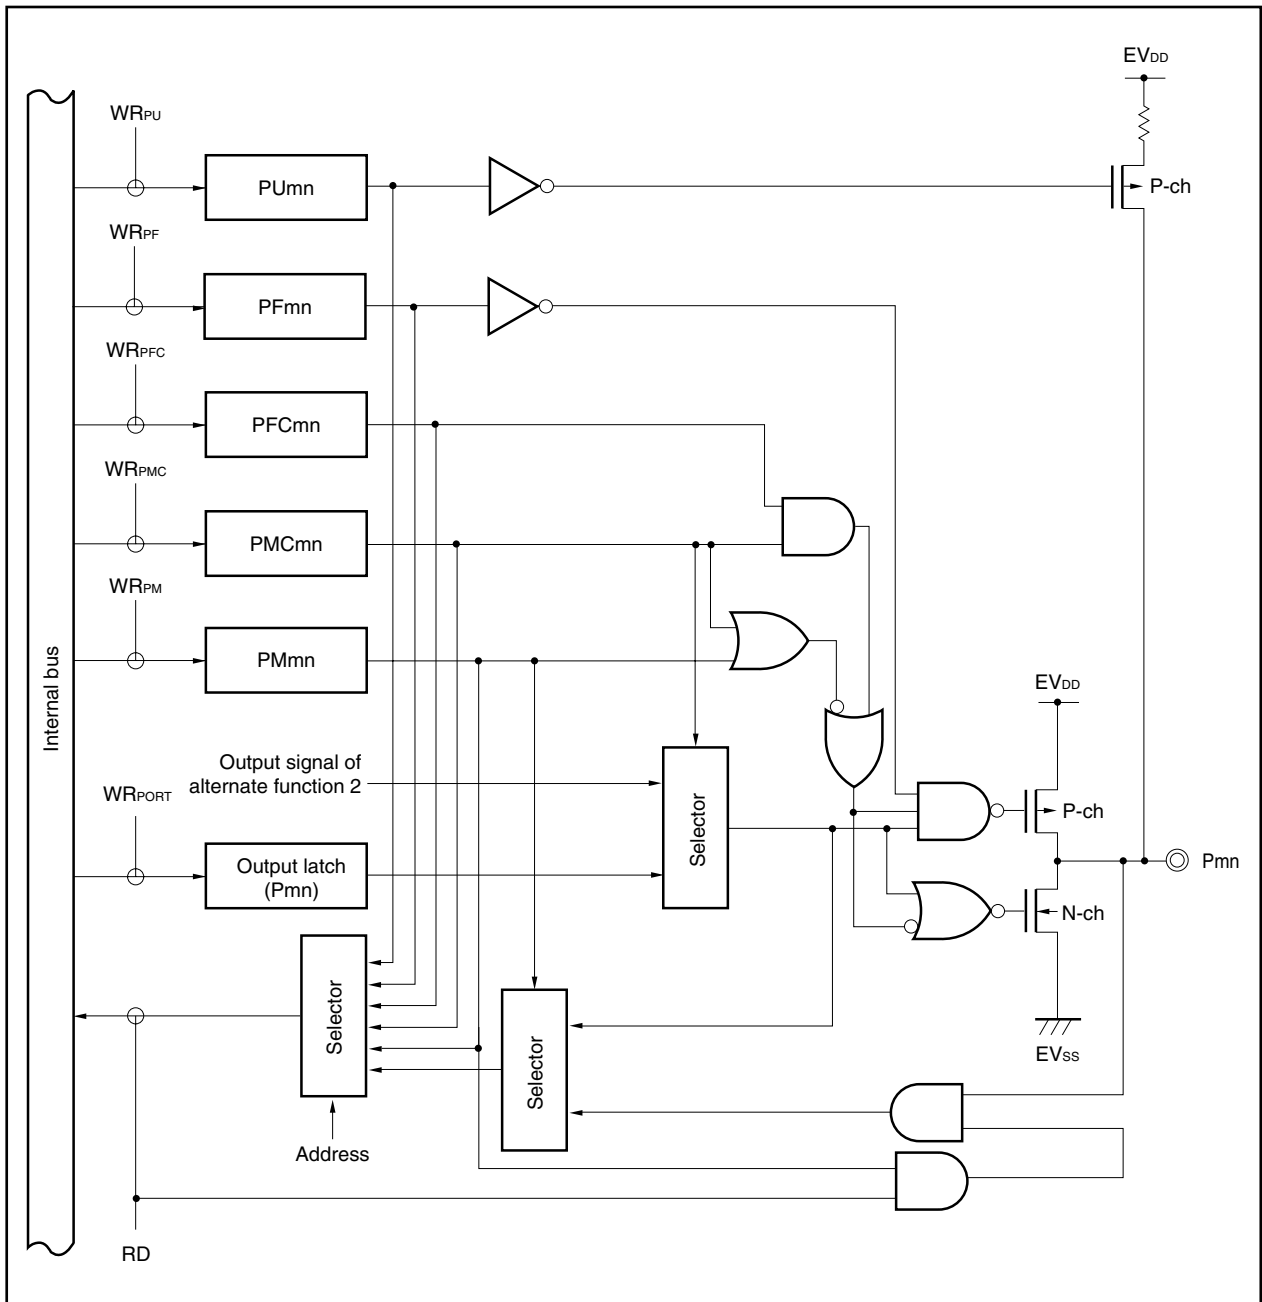 EVDD
WRPU
PUmn
P-ch
WRPF
PFmn
WRPFC
PFCmn
WRPMC
PMCmn
WRPM
PMmn
Internal bus
EVDD
Output signal of
alternate function 2
WRPORT
Selector
P-ch
Output latch
(Pmn)
Pmn
N-ch
Selector
Selector
EVSS
Address
RD